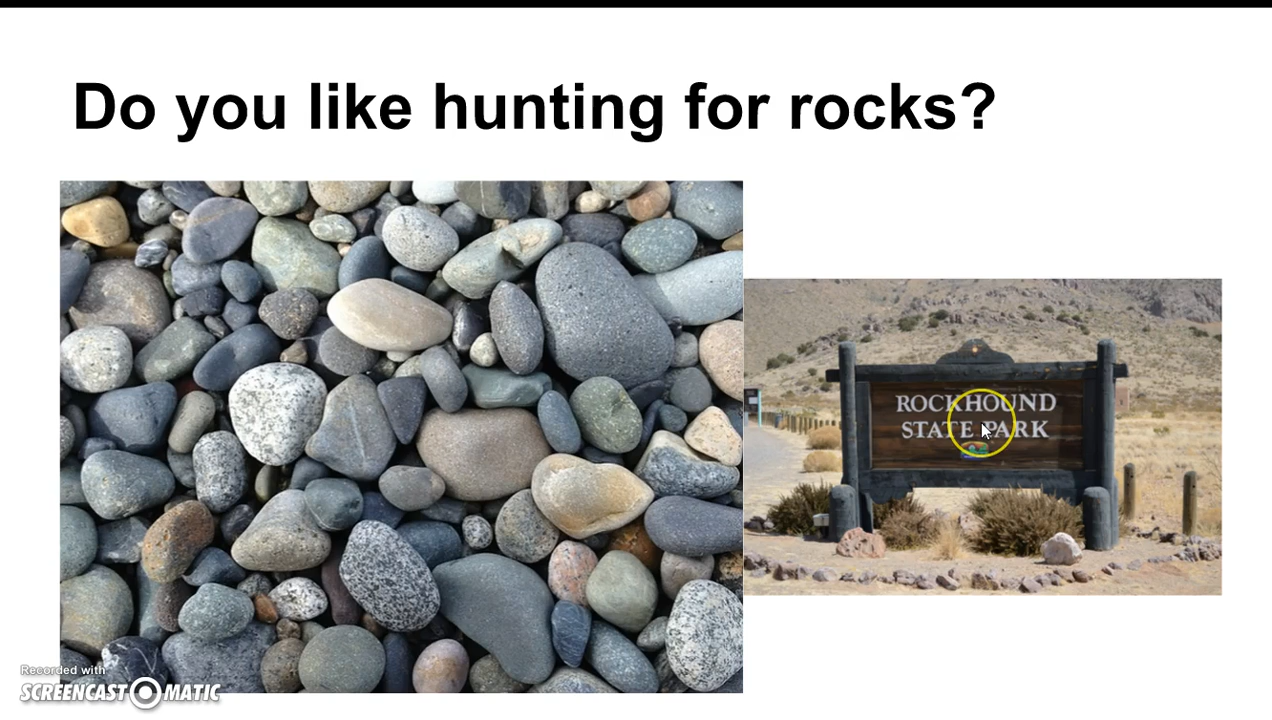 Do you like hunting for rocks?
ROCKHOUND
STATE PARK
Recorded with
SCREENCAST-O-MATIC